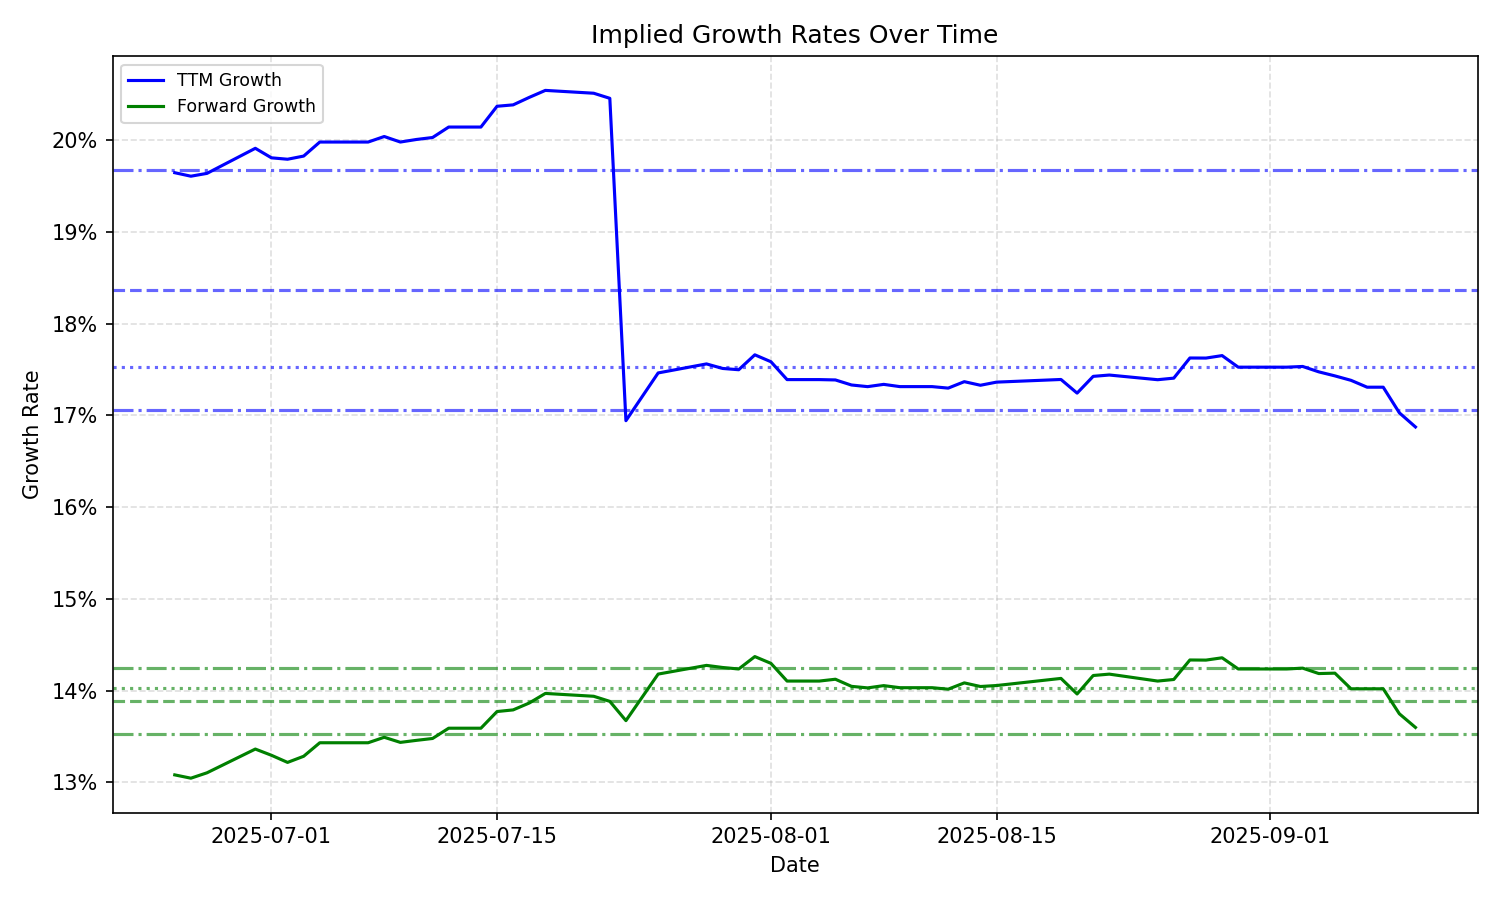 Implied Growth Rates Over Time
TTM Growth
Forward Growth
20%
19%
18%
17%
16%
15%
14%
13%
Growth Rate
2025-07-01
2025-07-15
2025-08-01
2025-08-15
2025-09-01
Date